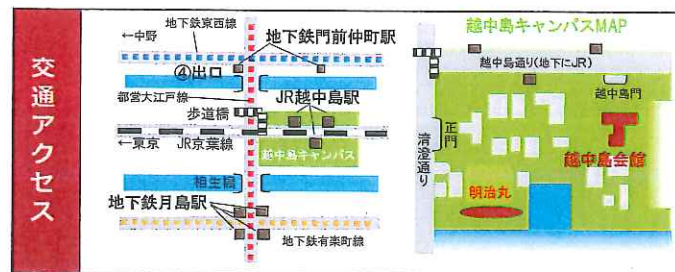 交通アクセス
←中野
地下鉄京西線
地下鉄門前仲町駅
④出口
都営大江戸線
JR越中島駅
歩道橋
←東京 JR京葉線
越中島キャンパス
相生橋
地下鉄月島駅
地下鉄有楽町線
越中島キャンパスMAP
越中島通り(地下にJR)
越中島門
正門
清澄通り
越中島会館
明治丸